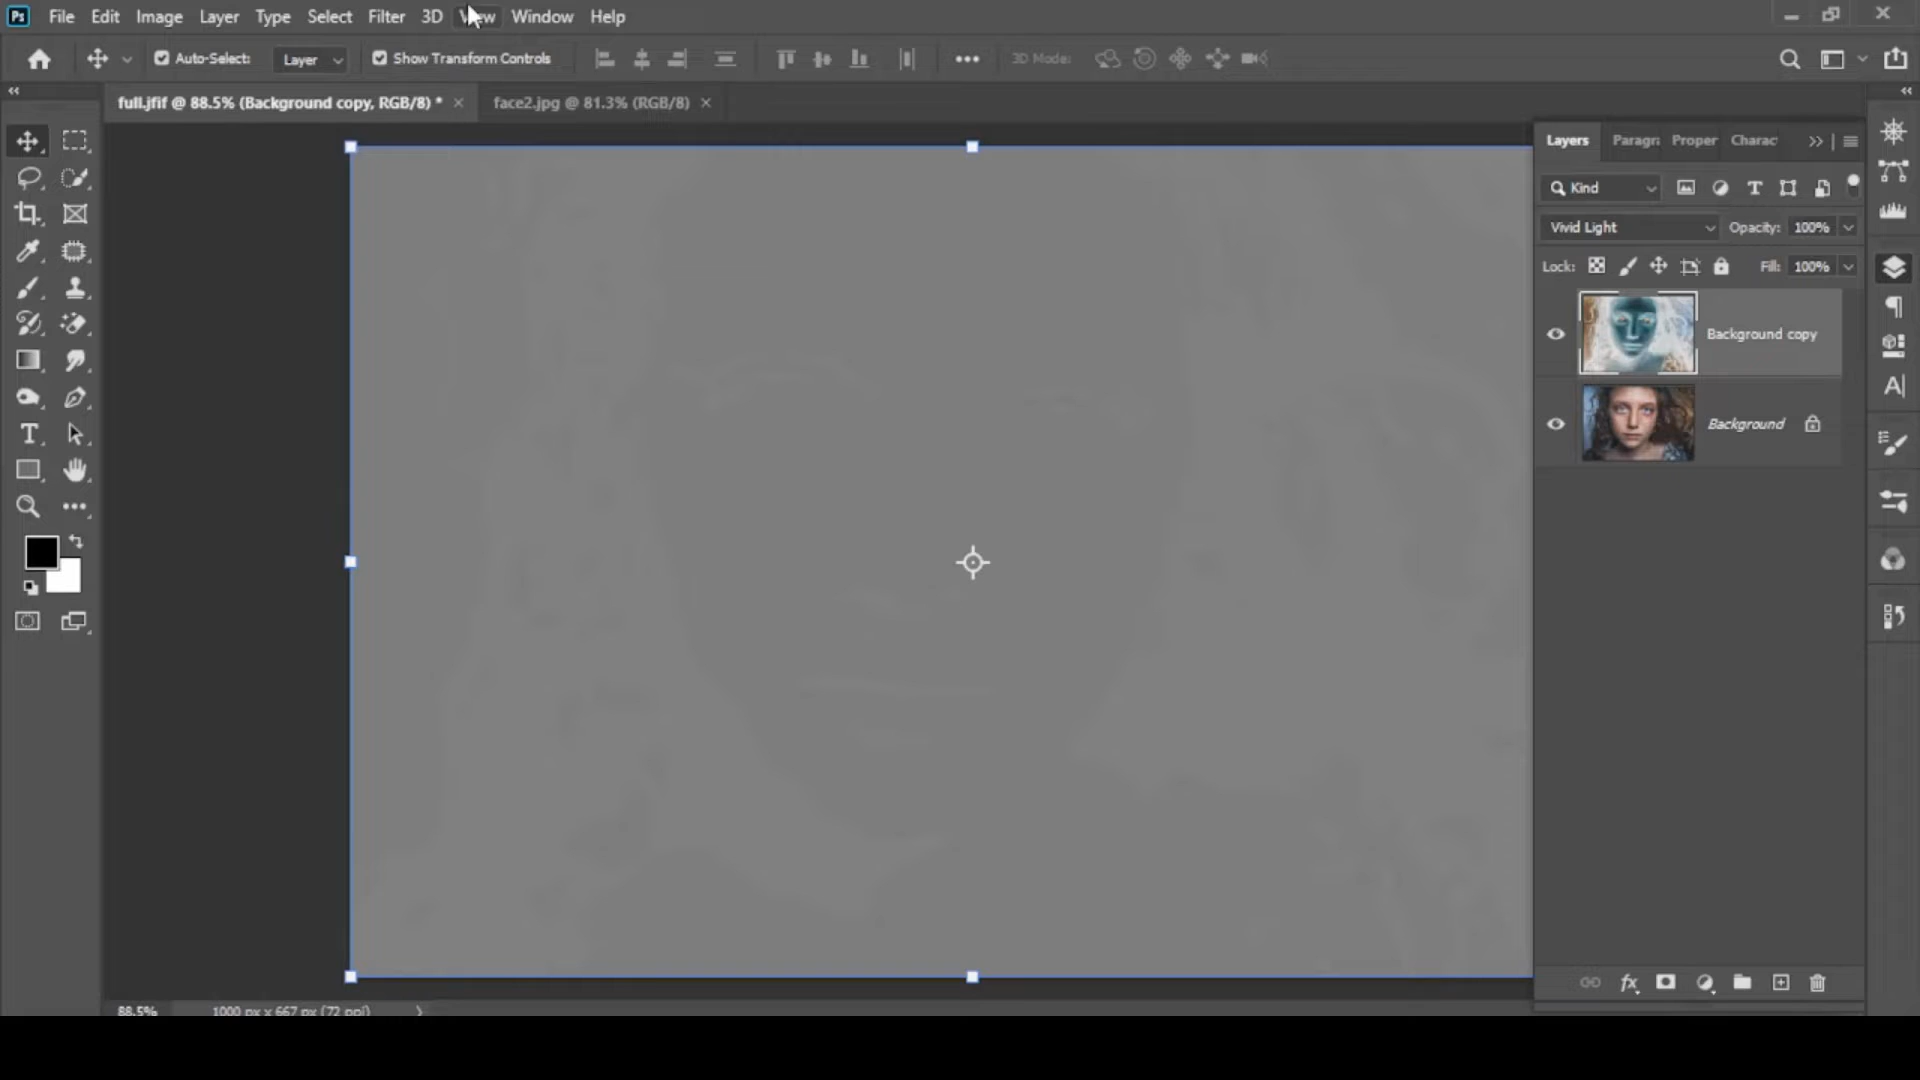 Ps File Edit Image Layer Type Select Filter 3D View Window Help
Auto-Select: Layer Show Transform Controls 3D Mode:
full.jfif @ 88.5% (Background copy, RGB/8) * × face2.jpg @ 81.3% (RGB/8) ×
Layers Paragr Proper Charac
Kind
Vivid Light Opacity: 100%
Lock: Fill: 100%
Background copy
Background
88.5% 1000 px x 667 px (72 ppi)